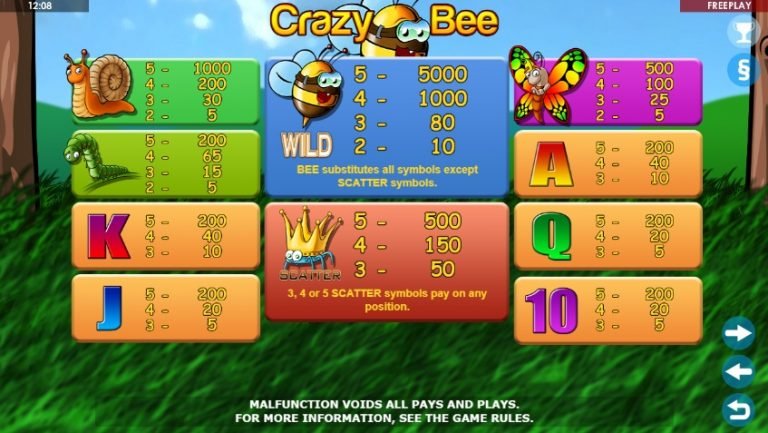 12:08
FREEPLAY
Crazy Bee
§
5 - 1000
4 - 200
3 - 30
2 - 5
5 - 5000
4 - 1000
3 - 80
2 - 10
WILD
BEE substitutes all symbols except
SCATTER symbols.
5 - 500
4 - 100
3 - 25
2 - 5
5 - 200
4 - 65
3 - 15
2 - 5
A
5 - 200
4 - 40
3 - 10
K
5 - 200
4 - 40
3 - 10
SCATTER
5 - 500
4 - 150
3 - 50
3, 4 or 5 SCATTER symbols pay on any
position.
Q
5 - 200
4 - 20
3 - 5
J
5 - 200
4 - 20
3 - 5
10
5 - 200
4 - 20
3 - 5
MALFUNCTION VOIDS ALL PAYS AND PLAYS.
FOR MORE INFORMATION, SEE THE GAME RULES.